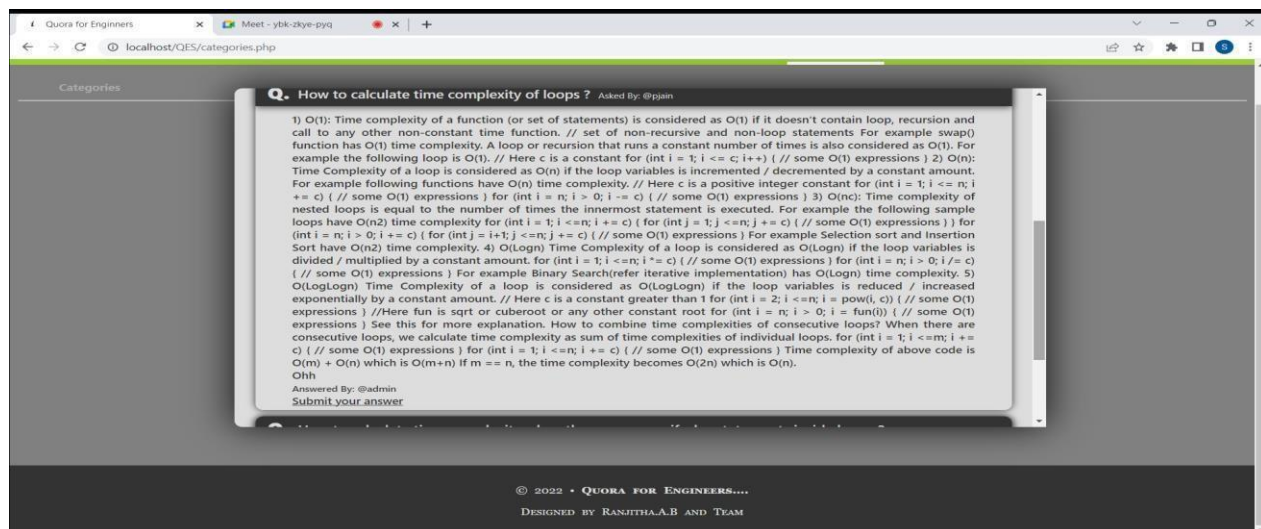 Quora for Enginners
Meet - ybk-zkye-pyq
localhost/QES/categories.php
S
Categories
Q. How to calculate time complexity of loops ? Asked By: @pjain
1) O(1): Time complexity of a function (or set of statements) is considered as O(1) if it doesn't contain loop, recursion and
call to any other non-constant time function. // set of non-recursive and non-loop statements For example swap()
function has O(1) time complexity. A loop or recursion that runs a constant number of times is also considered as O(1). For
example the following loop is O(1). // Here c is a constant for (int i = 1; i <= c; i++) { // some O(1) expressions } 2) O(n):
Time Complexity of a loop is considered as O(n) if the loop variables is incremented / decremented by a constant amount.
For example following functions have O(n) time complexity. // Here c is a positive integer constant for (int i = 1; i <= n; i
+= c) { // some O(1) expressions } for (int i = n; i > 0; i -= c) { // some O(1) expressions } 3) O(nc): Time complexity of
nested loops is equal to the number of times the innermost statement is executed. For example the following sample
loops have O(n2) time complexity for (int i = 1; i <=n; i += c) { for (int j = 1; j <=n; j += c) { // some O(1) expressions } } for
(int i = n; i > 0; i += c) { for (int j = i+1; j <=n; j += c) { // some O(1) expressions } For example Selection sort and Insertion
Sort have O(n2) time complexity. 4) O(Logn) Time Complexity of a loop is considered as O(Logn) if the loop variables is
divided / multiplied by a constant amount. for (int i = 1; i <=n; i *= c) { // some O(1) expressions } for (int i = n; i > 0; i /= c)
{ // some O(1) expressions } For example Binary Search(refer iterative implementation) has O(Logn) time complexity. 5)
O(LogLogn) Time Complexity of a loop is considered as O(LogLogn) if the loop variables is reduced / increased
exponentially by a constant amount. // Here c is a constant greater than 1 for (int i = 2; i <=n; i = pow(i, c)) { // some O(1)
expressions } //Here fun is sqrt or cuberoot or any other constant root for (int i = n; i > 0; i = fun(i)) { // some O(1)
expressions } See this for more explanation. How to combine time complexities of consecutive loops? When there are
consecutive loops, we calculate time complexity as sum of time complexities of individual loops. for (int i = 1; i <=m; i +=
c) { // some O(1) expressions } for (int i = 1; i <=n; i += c) { // some O(1) expressions } Time complexity of above code is
O(m) + O(n) which is O(m+n) If m == n, the time complexity becomes O(2n) which is O(n).
Ohh
Answered By: @admin
Submit your answer
© 2022 • Quora for Engineers....
Designed by Ranjitha.A.B and Team